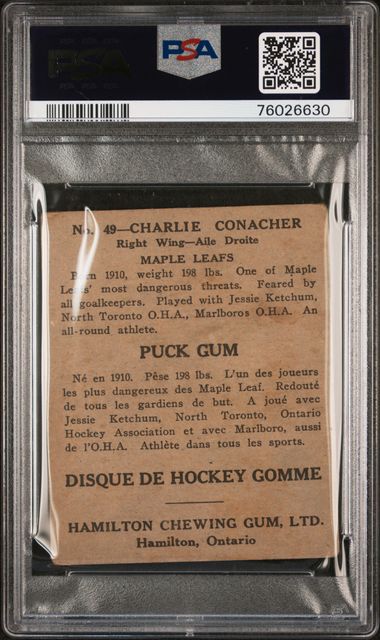 PSA
PSA
76026630
No. 49—CHARLIE CONACHER
Right Wing—Aile Droite
MAPLE LEAFS
Born 1910, weight 198 lbs. One of Maple
Leafs' most dangerous threats. Feared by
all goalkeepers. Played with Jessie Ketchum,
North Toronto O.H.A., Marlboros O.H.A. An
all-round athlete.
PUCK GUM
Né en 1910. Pêse 198 lbs. L'un des joueurs
les plus dangereux des Maple Leaf. Redouté
de tous les gardiens de but. A joué avec
Jessie Ketchum, North Toronto, Ontario
Hockey Association et avec Marlboro, aussi
de l'O.H.A. Athlète dans tous les sports.
DISQUE DE HOCKEY GOMME
HAMILTON CHEWING GUM, LTD.
Hamilton, Ontario